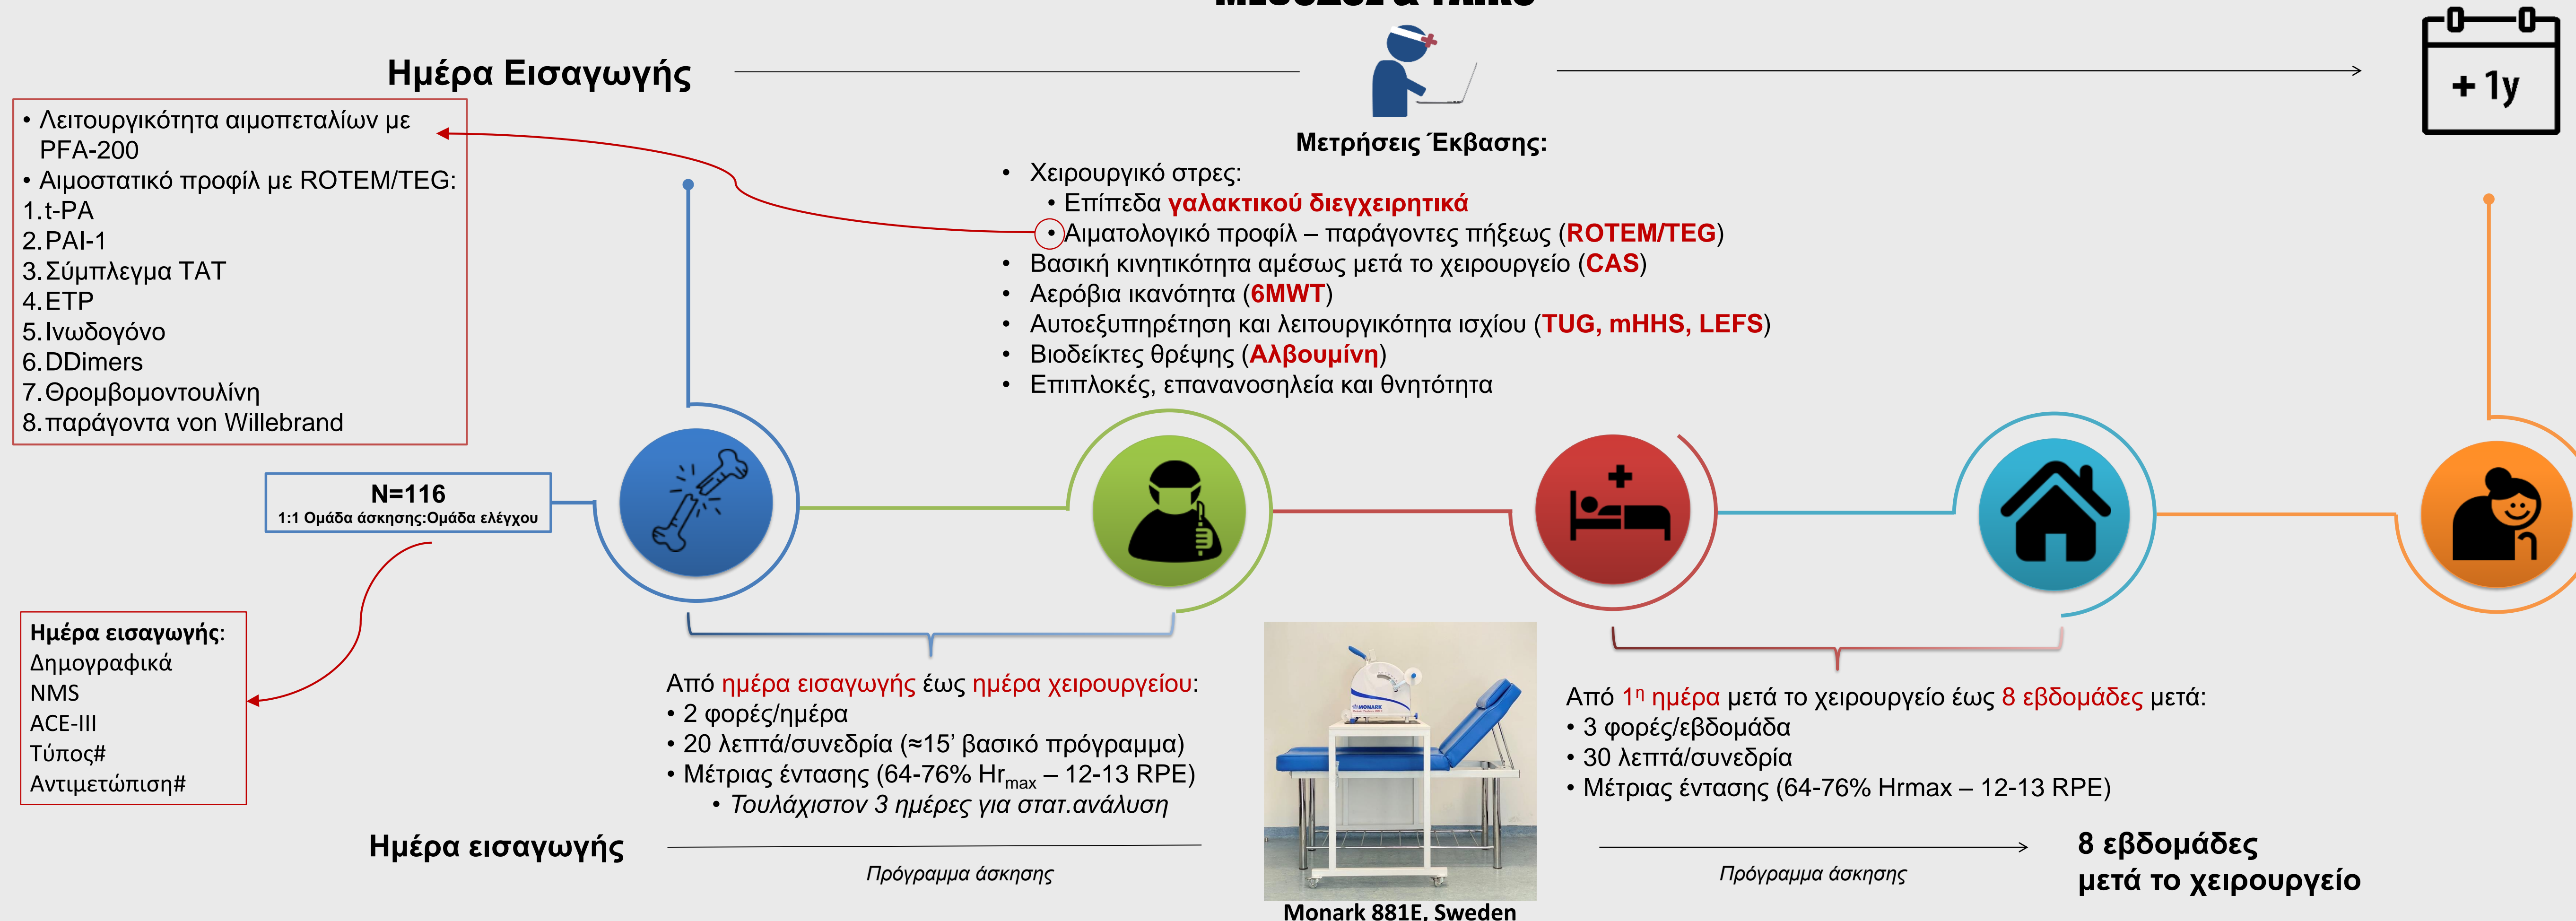 ΜΕΘΟΔΟΣ & ΥΛΙΚΟ
Ημέρα Εισαγωγής
+ 1y
• Λειτουργικότητα αιμοπεταλίων με
PFA-200
• Αιμοστατικό προφίλ με ROTEM/TEG:
1. t-PA
2. PAI-1
3. Σύμπλεγμα TAT
4. ETP
5. Ινωδογόνο
6. DDimers
7. Θρομβομοντουλίνη
8. παράγοντα von Willebrand
Μετρήσεις Έκβασης:
• Χειρουργικό στρες:
• Επίπεδα γαλακτικού διεγχειρητικά
• Αιματολογικό προφίλ – παράγοντες πήξεως (ROTEM/TEG)
• Βασική κινητικότητα αμέσως μετά το χειρουργείο (CAS)
• Αερόβια ικανότητα (6MWT)
• Αυτοεξυπηρέτηση και λειτουργικότητα ισχίου (TUG, mHHS, LEFS)
• Βιοδείκτες θρέψης (Αλβουμίνη)
• Επιπλοκές, επανανοσηλεία και θνητότητα
N=116
1:1 Ομάδα άσκησης:Ομάδα ελέγχου
Ημέρα εισαγωγής:
Δημογραφικά
NMS
ACE-III
Τύπος#
Αντιμετώπιση#
Από ημέρα εισαγωγής έως ημέρα χειρουργείου:
• 2 φορές/ημέρα
• 20 λεπτά/συνεδρία (≈15’ βασικό πρόγραμμα)
• Μέτριας έντασης (64-76% Hrmax – 12-13 RPE)
• Τουλάχιστον 3 ημέρες για στατ.ανάλυση
MONARK
Από 1η ημέρα μετά το χειρουργείο έως 8 εβδομάδες μετά:
• 3 φορές/εβδομάδα
• 30 λεπτά/συνεδρία
• Μέτριας έντασης (64-76% Hrmax – 12-13 RPE)
Ημέρα εισαγωγής
Πρόγραμμα άσκησης
Πρόγραμμα άσκησης
8 εβδομάδες
μετά το χειρουργείο
Monark 881E, Sweden